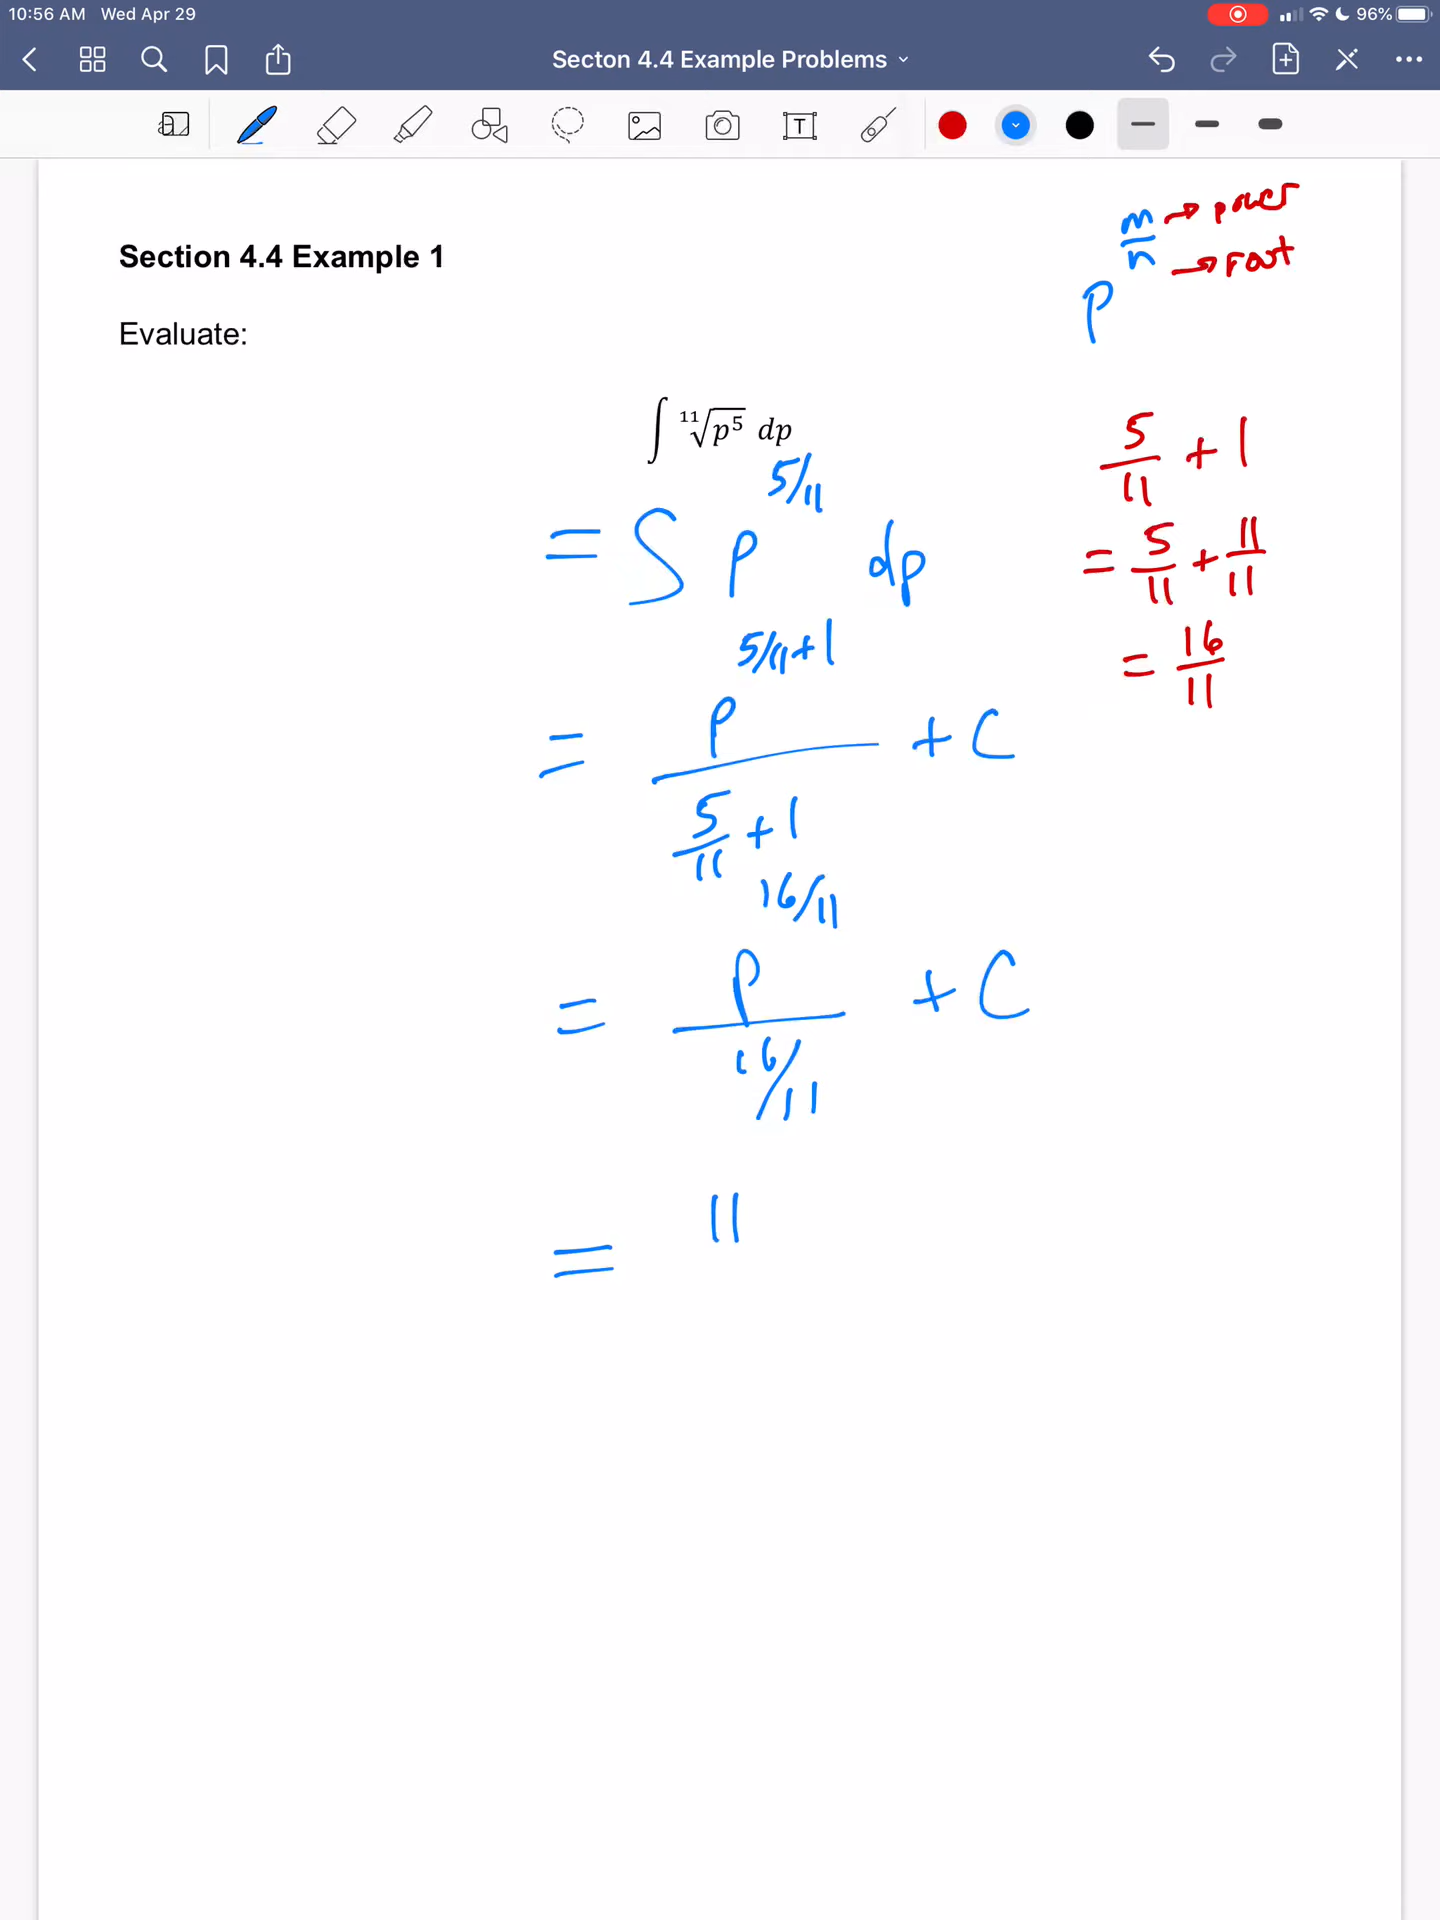 10:56 AM Wed Apr 29
96%
Secton 4.4 Example Problems
T
Section 4.4 Example 1
Evaluate:
p^(m/n)
m → power
n → root
∫ ¹¹√(p⁵) dp
= ∫ p^(5/11) dp
= p^(5/11+1) / (5/11 + 1) + C
= p^(16/11) / (16/11) + C
= 11
5/11 + 1
= 5/11 + 11/11
= 16/11